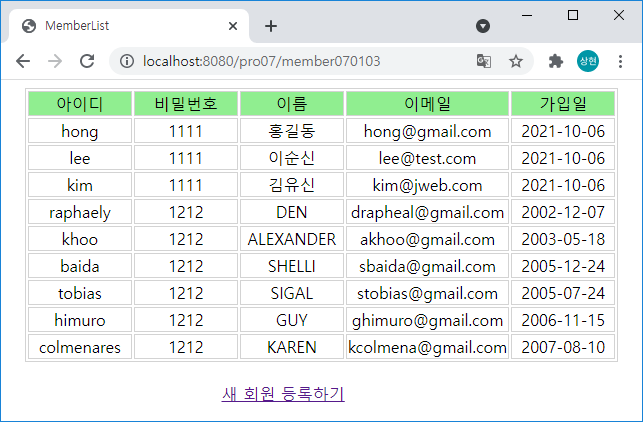 MemberList
localhost:8080/pro07/member070103
상현
아이디 비밀번호 이름 이메일 가입일
hong 1111 홍길동 hong@gmail.com 2021-10-06
lee 1111 이순신 lee@test.com 2021-10-06
kim 1111 김유신 kim@jweb.com 2021-10-06
raphaely 1212 DEN drapheal@gmail.com 2002-12-07
khoo 1212 ALEXANDER akhoo@gmail.com 2003-05-18
baida 1212 SHELLI sbaida@gmail.com 2005-12-24
tobias 1212 SIGAL stobias@gmail.com 2005-07-24
himuro 1212 GUY ghimuro@gmail.com 2006-11-15
colmenares 1212 KAREN kcolmena@gmail.com 2007-08-10
새 회원 등록하기